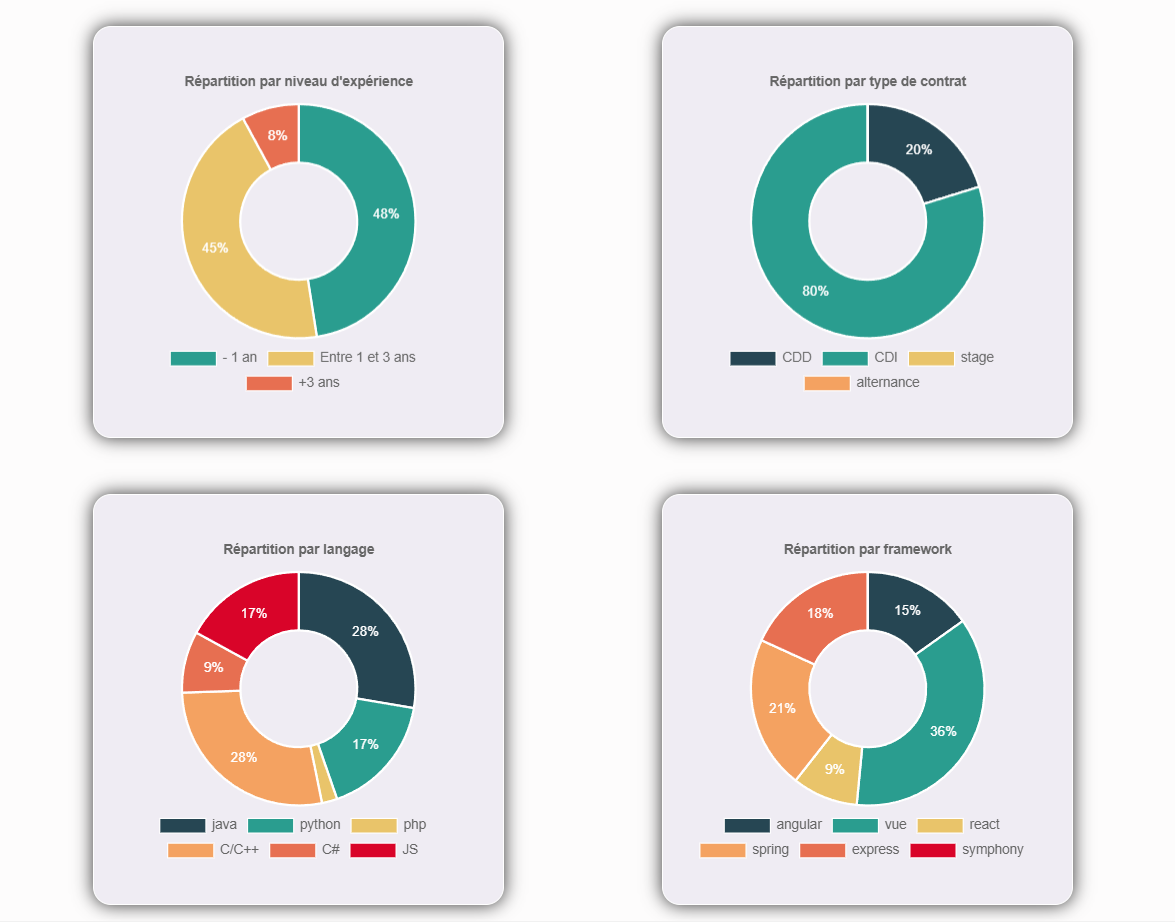 Répartition par niveau d'expérience
8%
48%
45%
- 1 an Entre 1 et 3 ans
+3 ans
Répartition par type de contrat
20%
80%
CDD CDI stage
alternance
Répartition par langage
17%
28%
9%
17%
28%
java python php
C/C++ C# JS
Répartition par framework
18%
15%
21%
36%
9%
angular vue react
spring express symphony